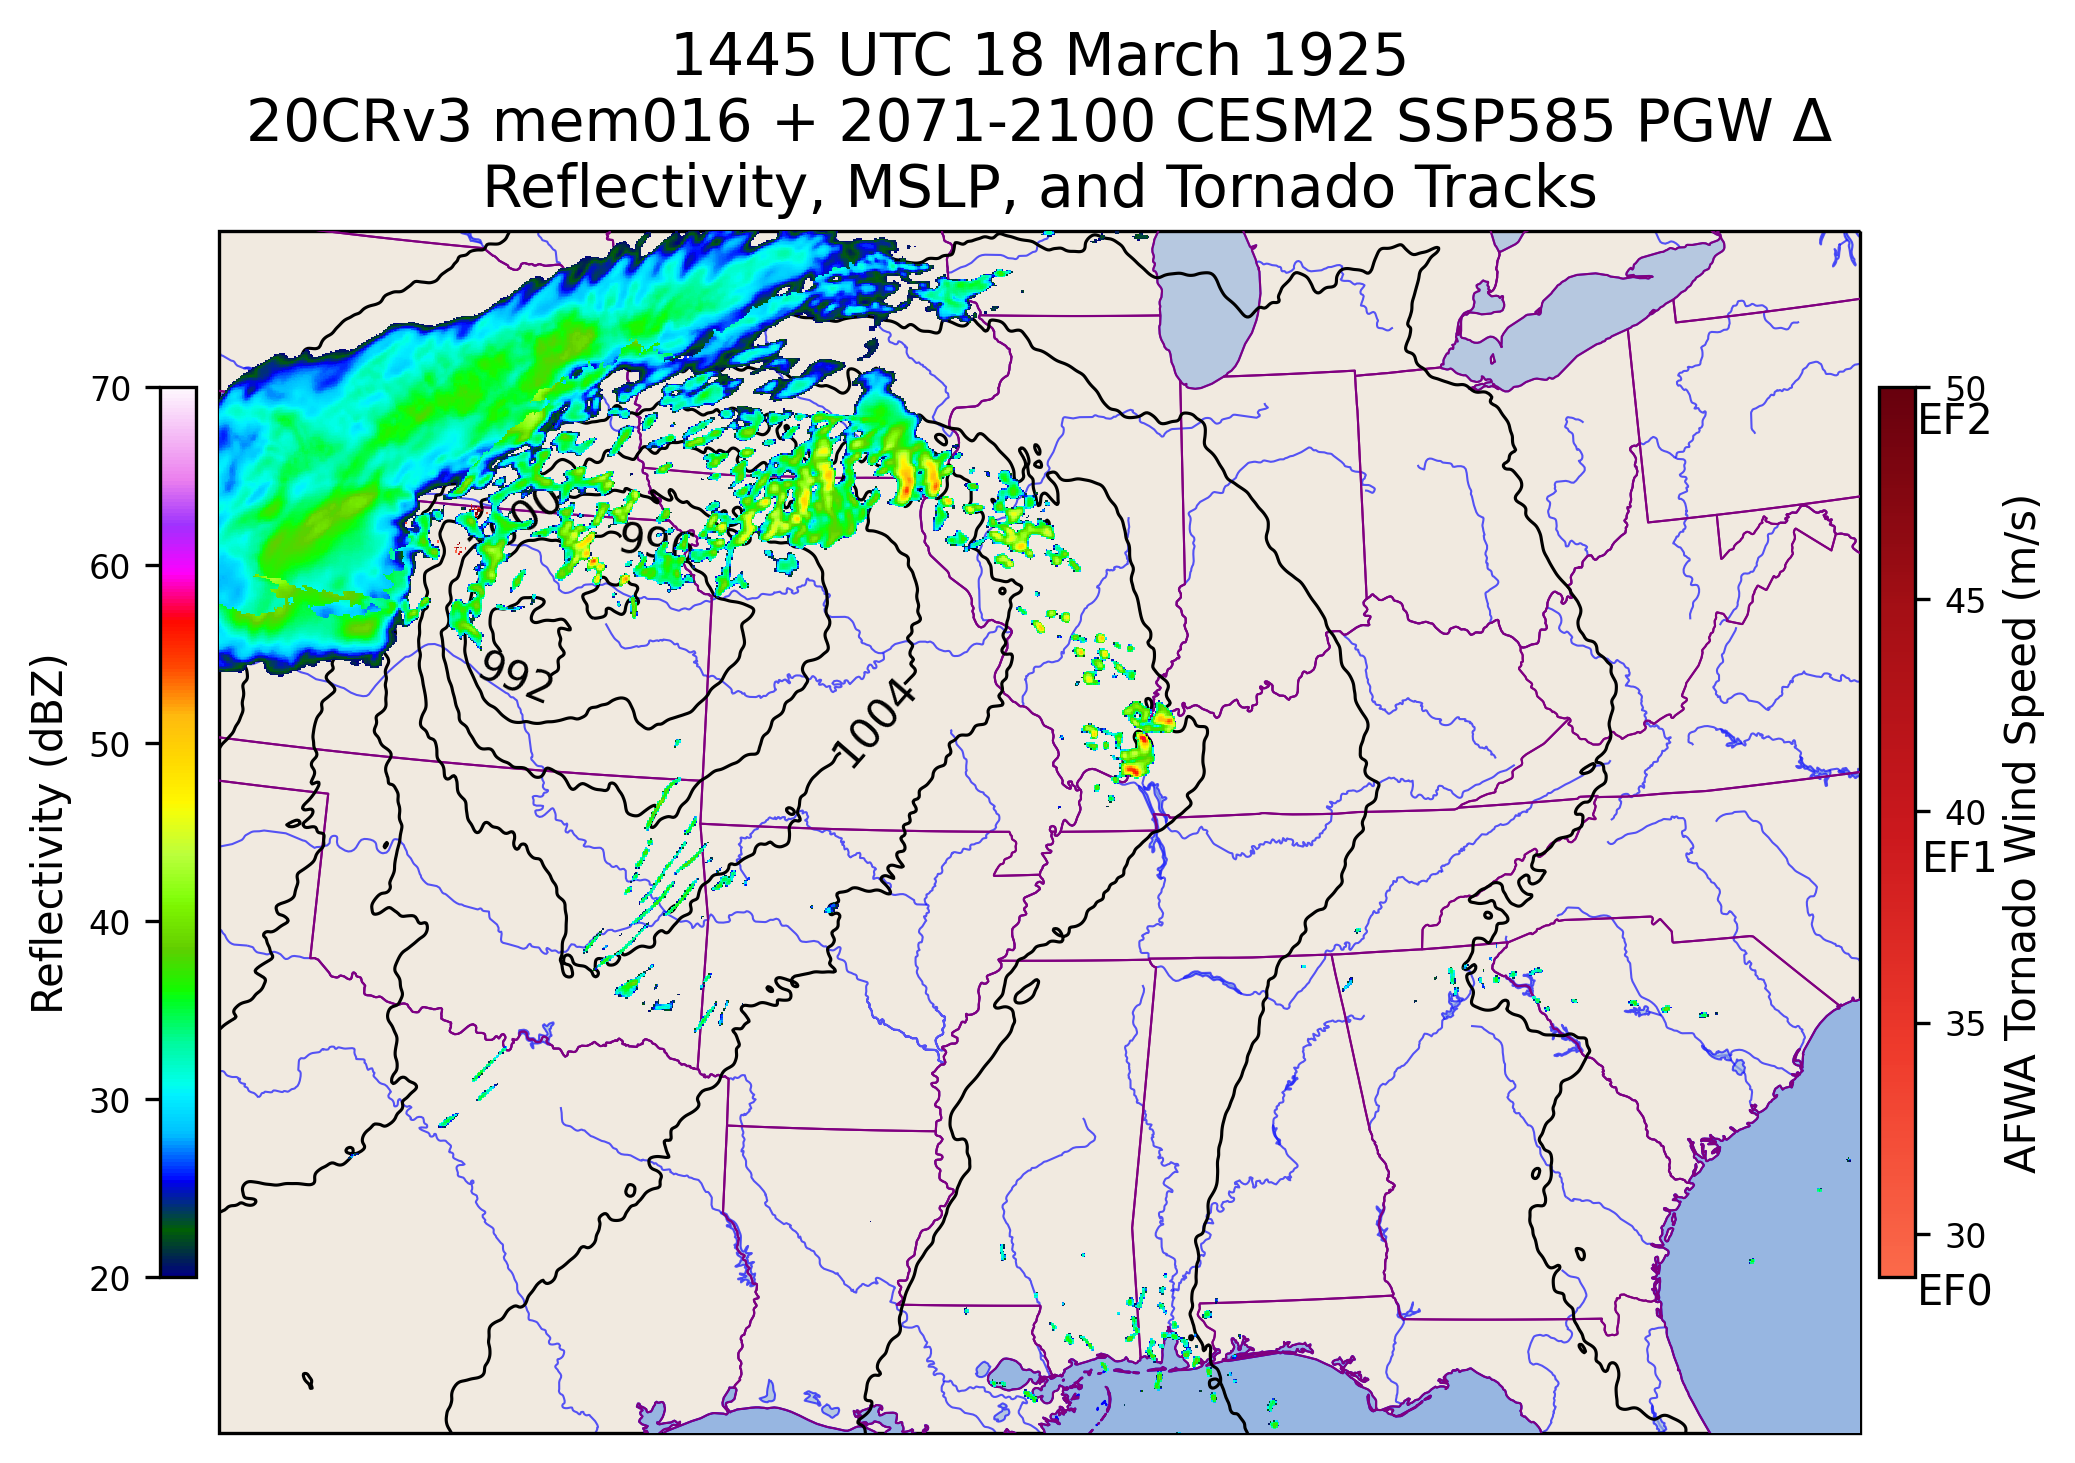 1445 UTC 18 March 1925
20CRv3 mem016 + 2071-2100 CESM2 SSP585 PGW Δ
Reflectivity, MSLP, and Tornado Tracks
70
60
50
40
30
20
Reflectivity (dBZ)
992
1004
50
EF2
45
40
EF1
35
30
EF0
AFWA Tornado Wind Speed (m/s)